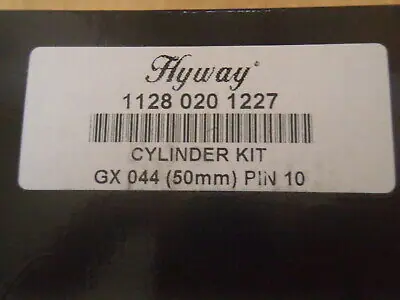 Hyway®
1128 020 1227
CYLINDER KIT
GX 044 (50mm) PIN 10